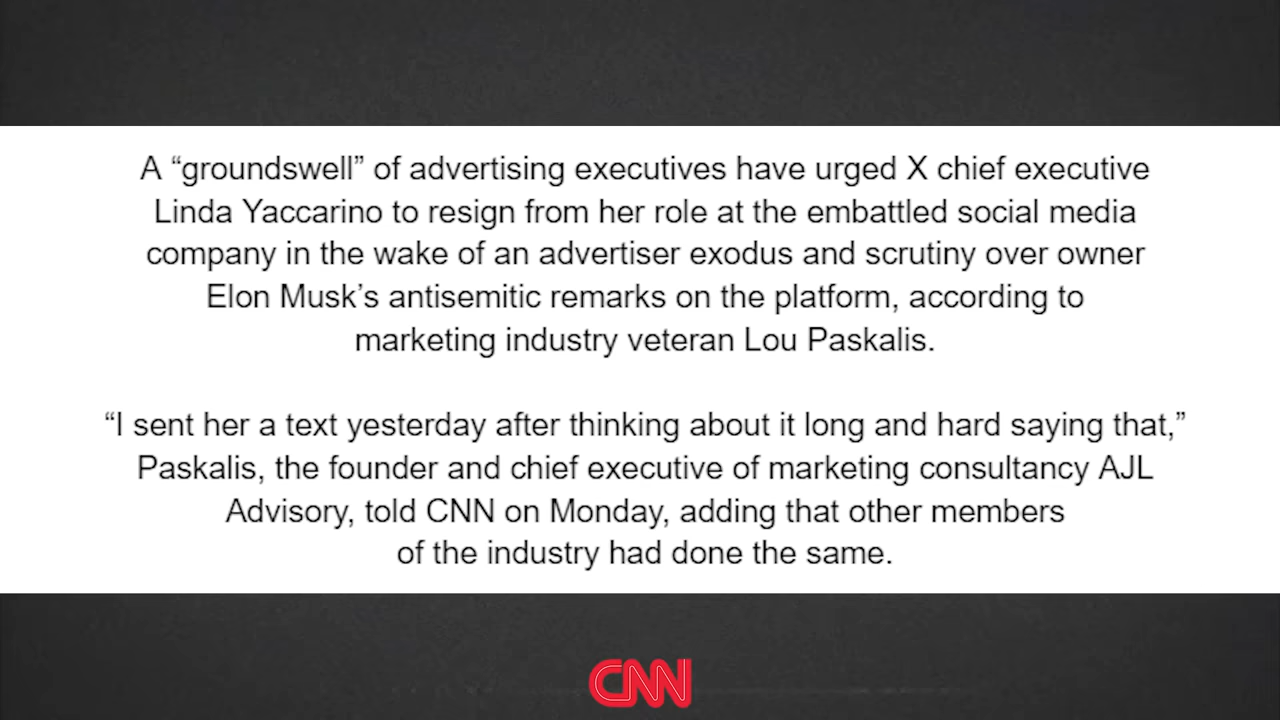 A “groundswell” of advertising executives have urged X chief executive
Linda Yaccarino to resign from her role at the embattled social media
company in the wake of an advertiser exodus and scrutiny over owner
Elon Musk’s antisemitic remarks on the platform, according to
marketing industry veteran Lou Paskalis.
“I sent her a text yesterday after thinking about it long and hard saying that,”
Paskalis, the founder and chief executive of marketing consultancy AJL
Advisory, told CNN on Monday, adding that other members
of the industry had done the same.
CNN